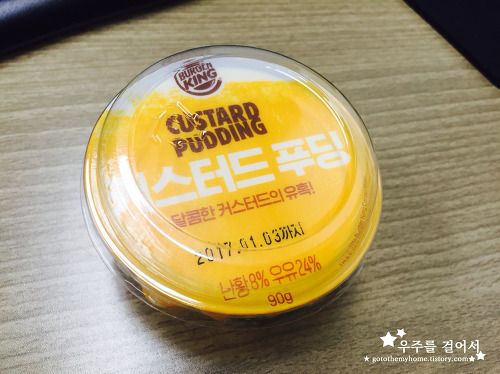 BURGER
KING
CUSTARD
PUDDING
커스터드 푸딩
달콤한 커스터드의 유혹!
2017.01.03까지
난황8% 우유24%
90g
우주를 걸어서
gotothemyhome.tistory.com